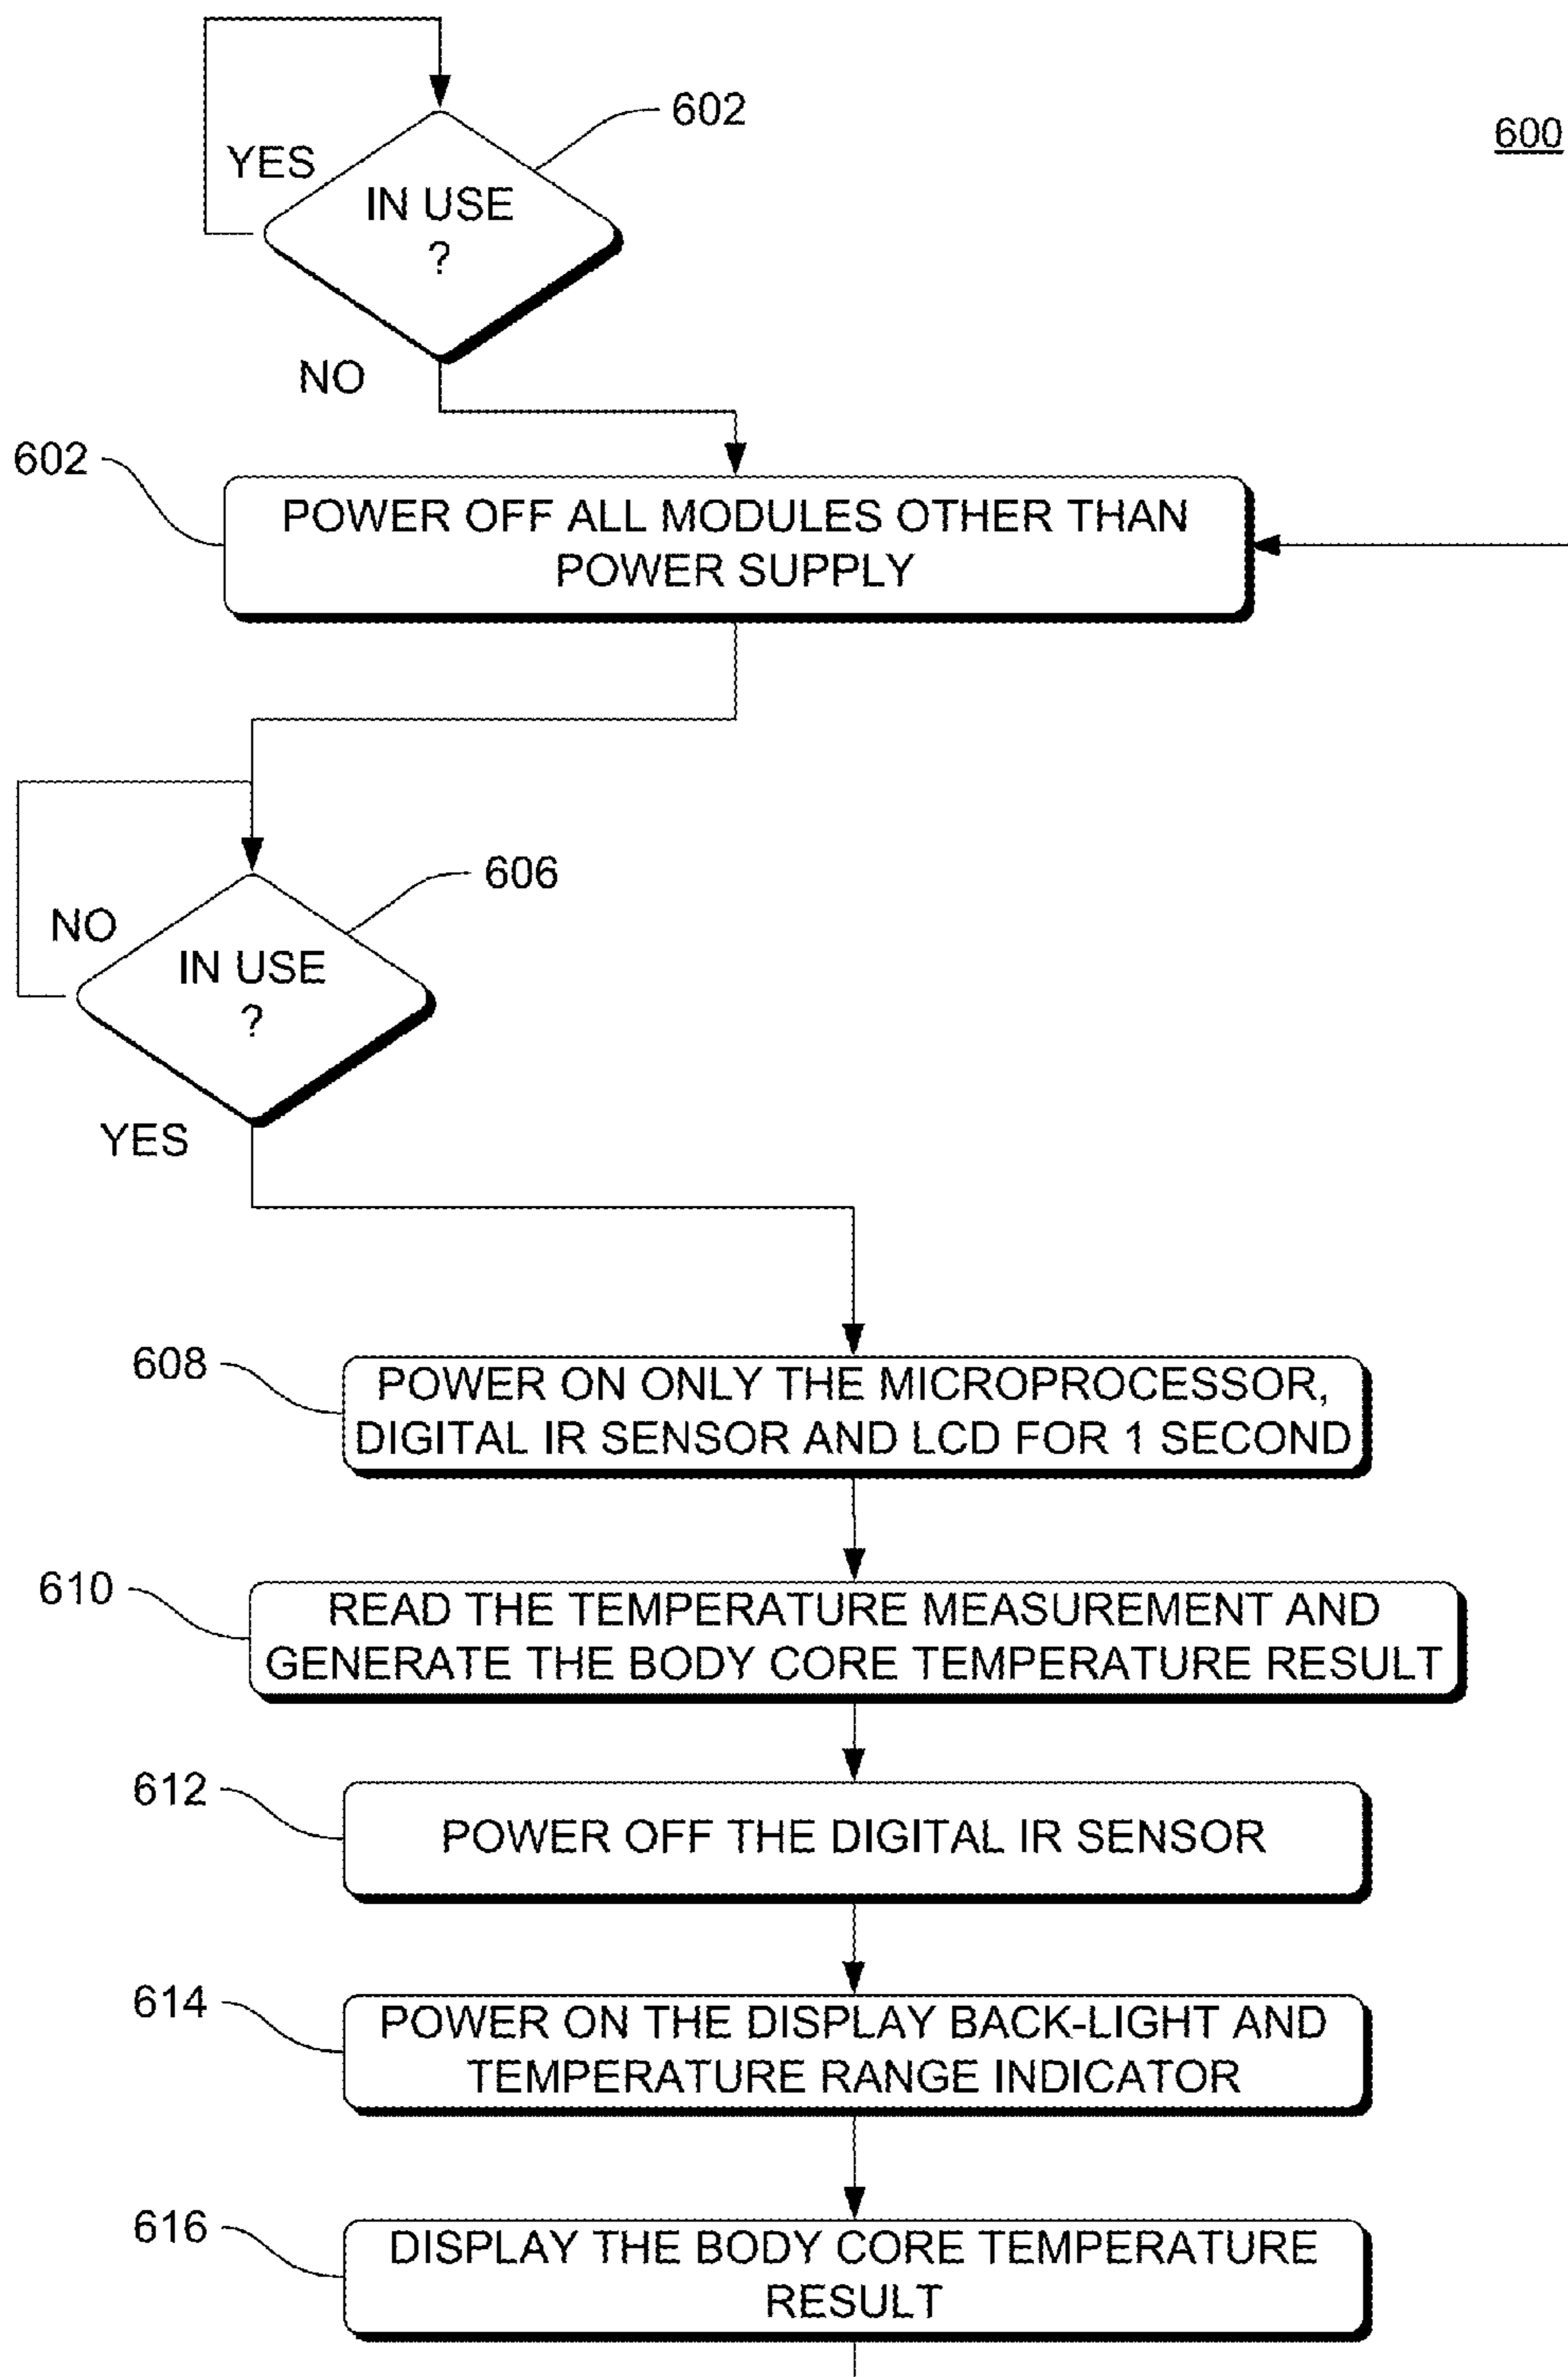 600
602
YES
IN USE
?
NO
602
POWER OFF ALL MODULES OTHER THAN
POWER SUPPLY
606
NO
IN USE
?
YES
608
POWER ON ONLY THE MICROPROCESSOR,
DIGITAL IR SENSOR AND LCD FOR 1 SECOND
610
READ THE TEMPERATURE MEASUREMENT AND
GENERATE THE BODY CORE TEMPERATURE RESULT
612
POWER OFF THE DIGITAL IR SENSOR
614
POWER ON THE DISPLAY BACK-LIGHT AND
TEMPERATURE RANGE INDICATOR
616
DISPLAY THE BODY CORE TEMPERATURE
RESULT